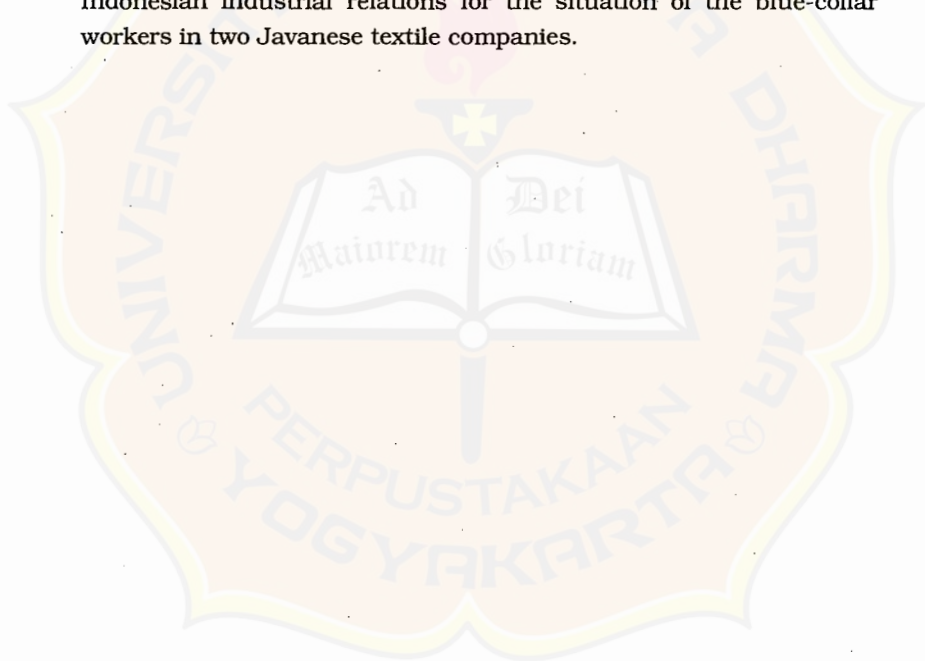 Indonesian industrial relations for the situation of the blue-collar
workers in two Javanese textile companies.
Ad Dei
Maiorem Gloriam
UNIVERSI A DHARMA
PERPUSTAKAAN
YOGYAKARTA